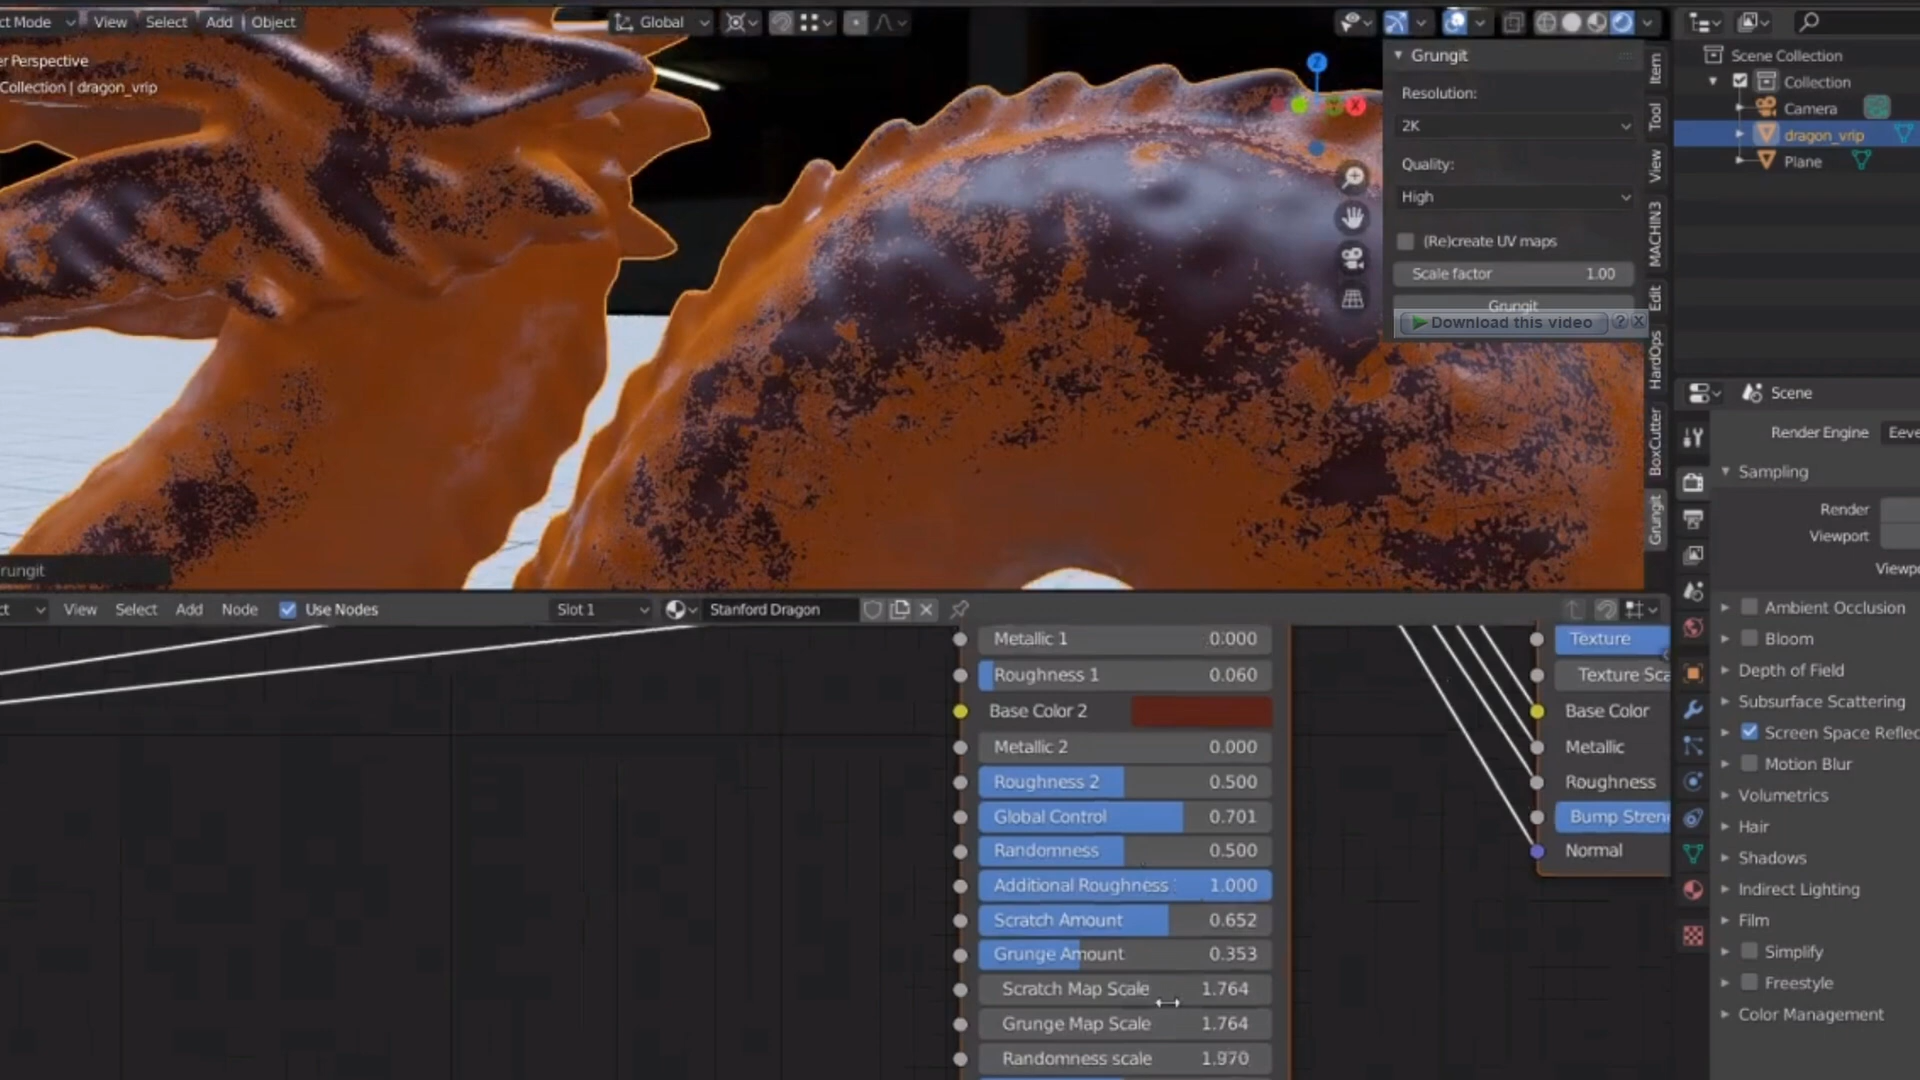 ct Mode View Select Add Object Global
er Perspective
Collection | dragon_vrip
Z
X
Grungit
Resolution:
2K
Quality:
High
(Re)create UV maps
Scale factor 1.00
Grungit
Download this video ? X
Item
Tool
View
MACHIN3
Edit
HardOps
BoxCutter
Grungit
rungit
Scene Collection
Collection
Camera
dragon_vrip
Plane
Scene
Render Engine Eeve
Sampling
Render
Viewport
Viewpo
Ambient Occlusion
Bloom
Depth of Field
Subsurface Scattering
Screen Space Reflec
Motion Blur
Volumetrics
Hair
Shadows
Indirect Lighting
Film
Simplify
Freestyle
Color Management
ct View Select Add Node Use Nodes Slot 1 Stanford Dragon
Metallic 1 0.000
Roughness 1 0.060
Base Color 2
Metallic 2 0.000
Roughness 2 0.500
Global Control 0.701
Randomness 0.500
Additional Roughness 1.000
Scratch Amount 0.652
Grunge Amount 0.353
Scratch Map Scale 1.764
Grunge Map Scale 1.764
Randomness scale 1.970
Texture
Texture Sca
Base Color
Metallic
Roughness
Bump Stren
Normal